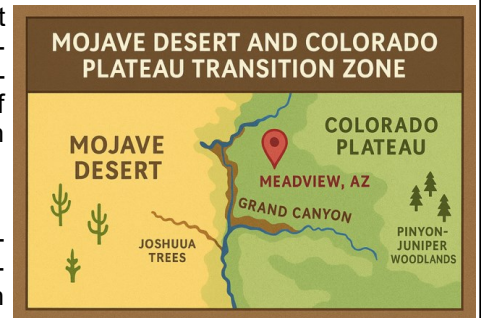 MOJAVE DESERT AND COLORADO
PLATEAU TRANSITION ZONE
MOJAVE
DESERT
COLORADO
PLATEAU
MEADVIEW, AZ
GRAND CANYON
JOSHUUA
TREES
PINYON-
JUNIPER
WOODLANDS